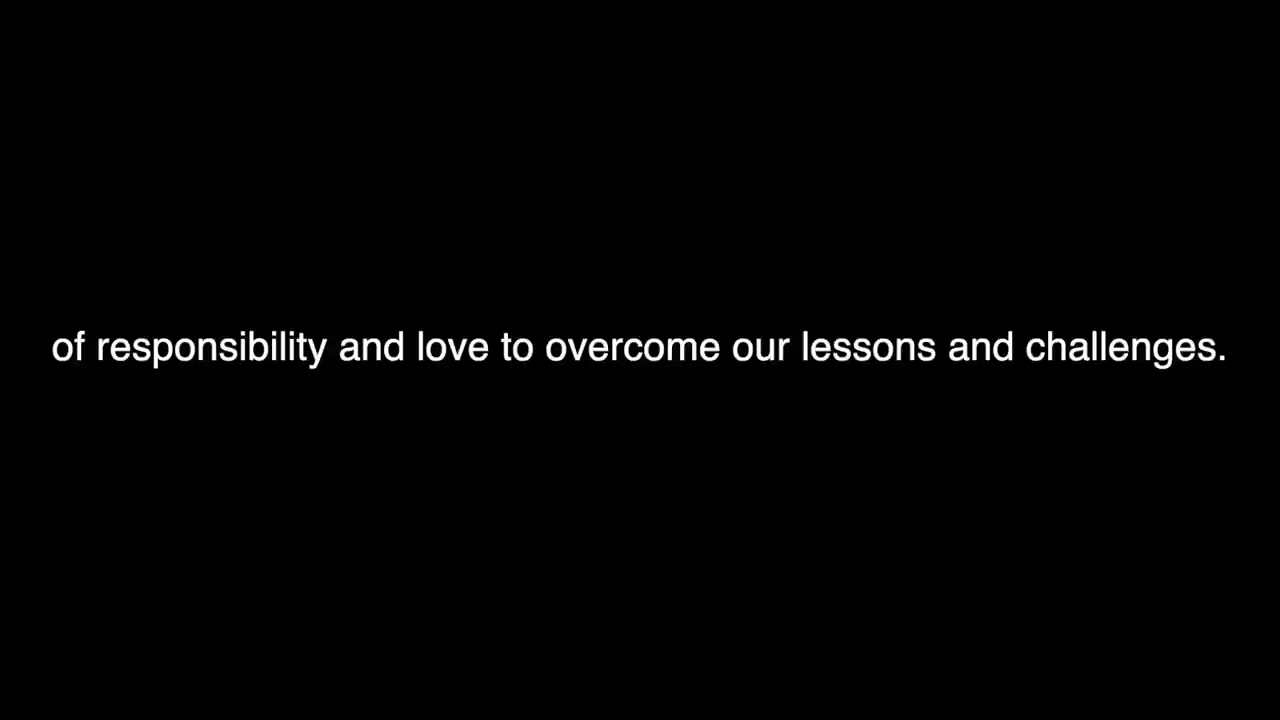 of responsibility and love to overcome our lessons and challenges.